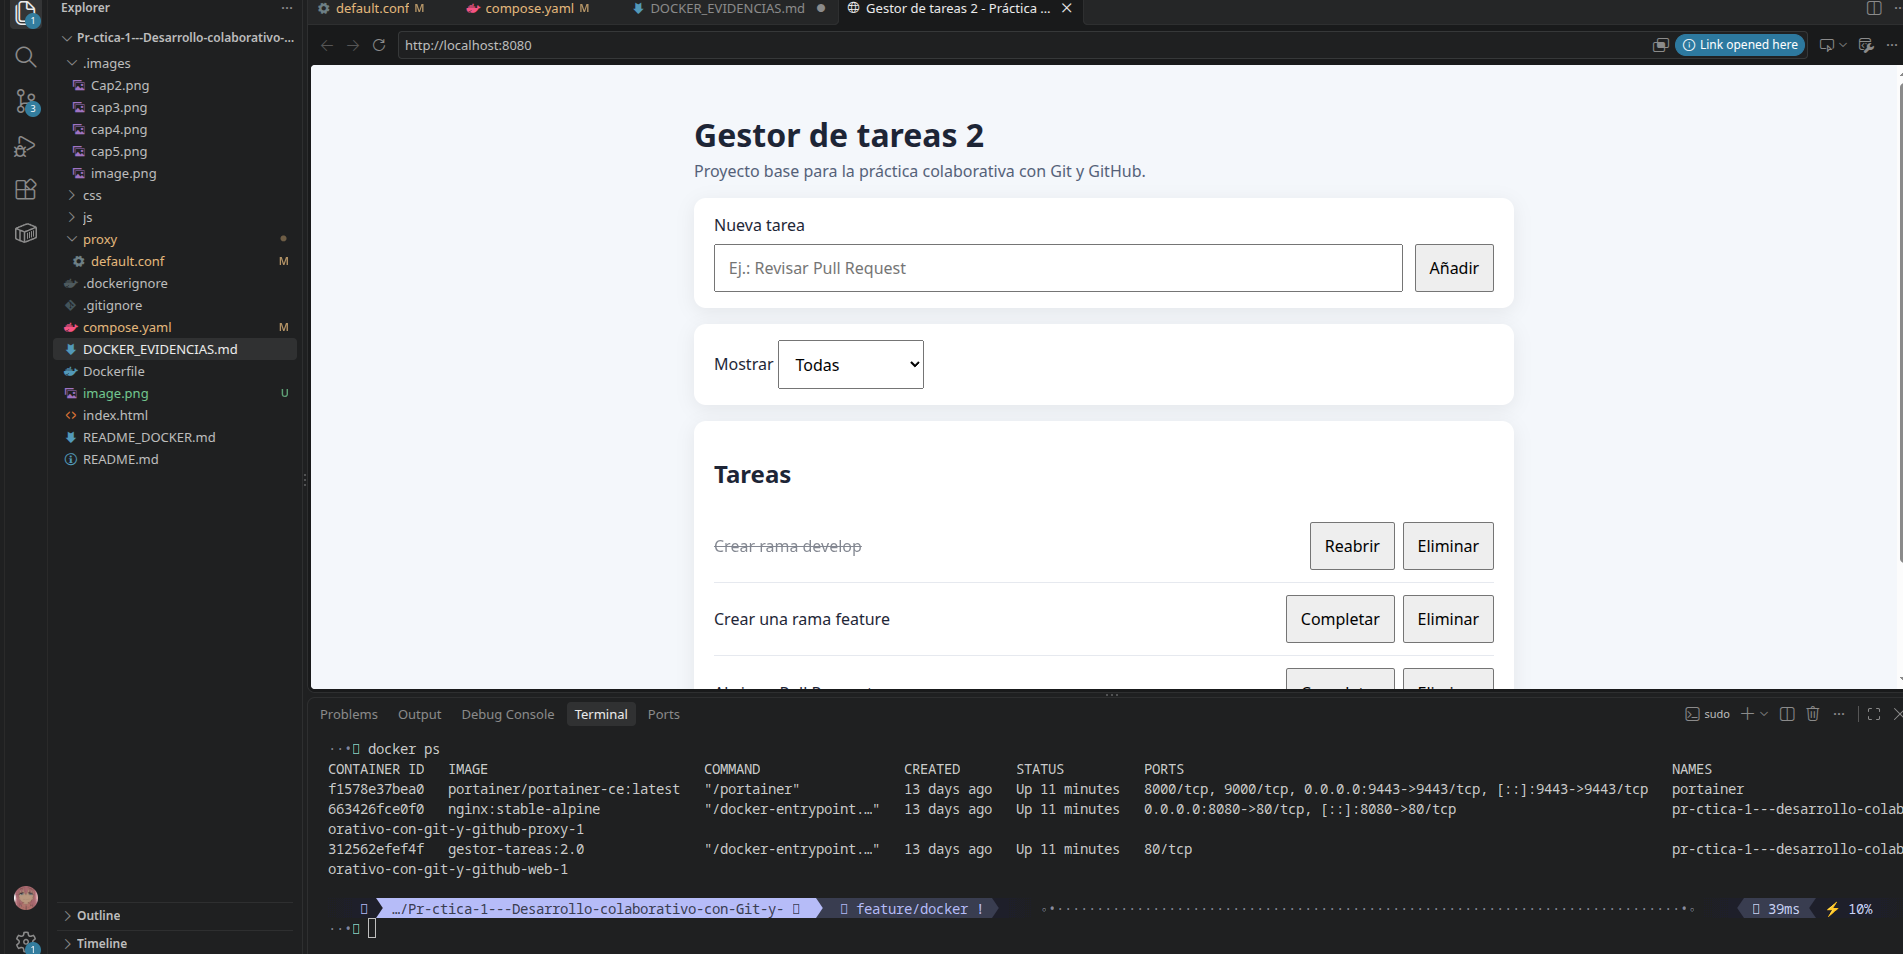 Explorer
default.conf M
compose.yaml M
DOCKER_EVIDENCIAS.md
Gestor de tareas 2 - Práctica ...
1
Pr-ctica-1---Desarrollo-colaborativo-...
http://localhost:8080
Link opened here
.images
Cap2.png
cap3.png
3
cap4.png
cap5.png
image.png
css
js
proxy
default.conf M
.dockerignore
.gitignore
compose.yaml M
DOCKER_EVIDENCIAS.md
Dockerfile
image.png U
index.html
README_DOCKER.md
README.md
Outline
Timeline
1
Gestor de tareas 2
Proyecto base para la práctica colaborativa con Git y GitHub.
Nueva tarea
Ej.: Revisar Pull Request
Añadir
Mostrar Todas
Tareas
Crear rama develop Reabrir Eliminar
Crear una rama feature Completar Eliminar
Problems Output Debug Console Terminal Ports
sudo
docker ps
CONTAINER ID IMAGE COMMAND CREATED STATUS PORTS NAMES
f1578e37bea0 portainer/portainer-ce:latest "/portainer" 13 days ago Up 11 minutes 8000/tcp, 9000/tcp, 0.0.0.0:9443->9443/tcp, [::]:9443->9443/tcp portainer
663426fce0f0 nginx:stable-alpine "/docker-entrypoint.…" 13 days ago Up 11 minutes 0.0.0.0:8080->80/tcp, [::]:8080->80/tcp pr-ctica-1---desarrollo-colab
orativo-con-git-y-github-proxy-1
312562efef4f gestor-tareas:2.0 "/docker-entrypoint.…" 13 days ago Up 11 minutes 80/tcp pr-ctica-1---desarrollo-colab
orativo-con-git-y-github-web-1
…/Pr-ctica-1---Desarrollo-colaborativo-con-Git-y- feature/docker ! 39ms 10%